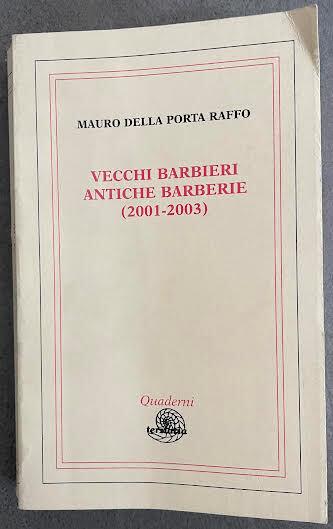 MAURO DELLA PORTA RAFFO
VECCHI BARBIERI
ANTICHE BARBERIE
(2001-2003)
Quaderni